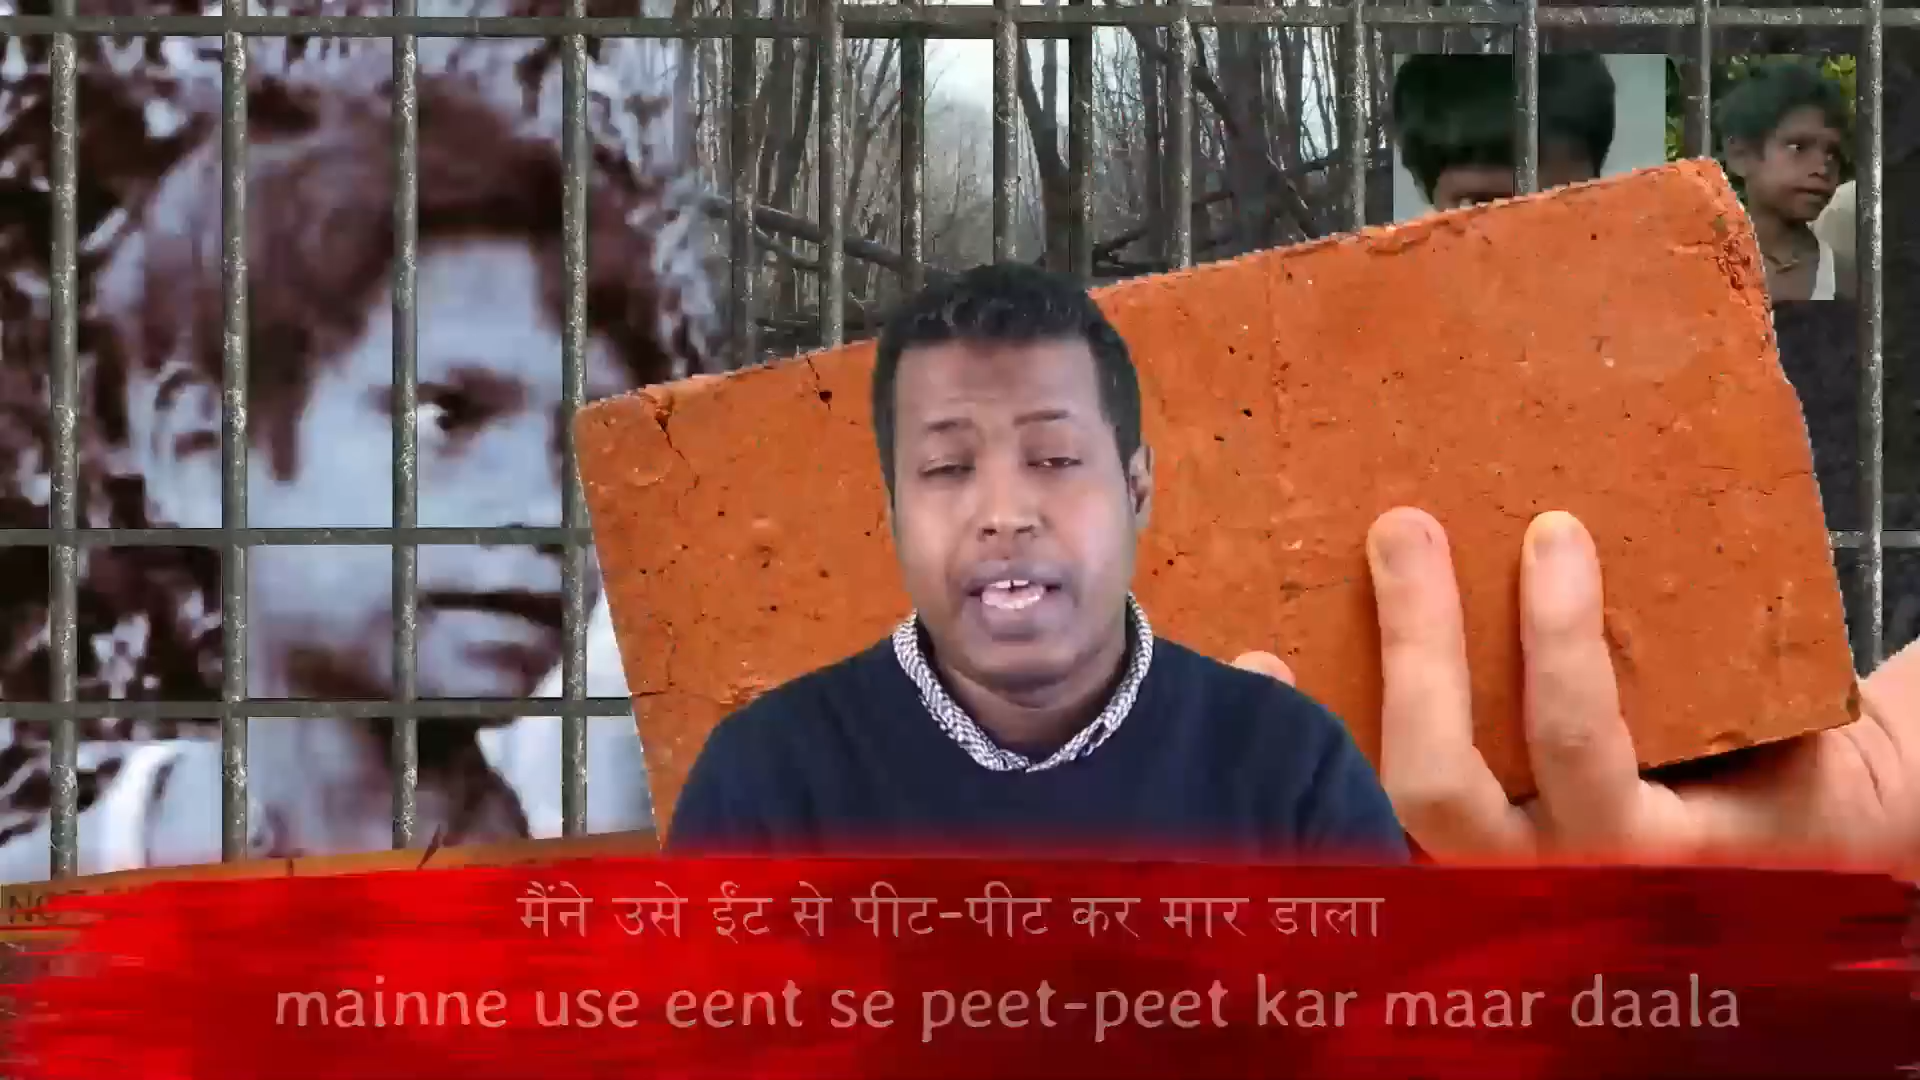 मैंने उसे ईंट से पीट-पीट कर मार डाला
mainne use eent se peet-peet kar maar daala